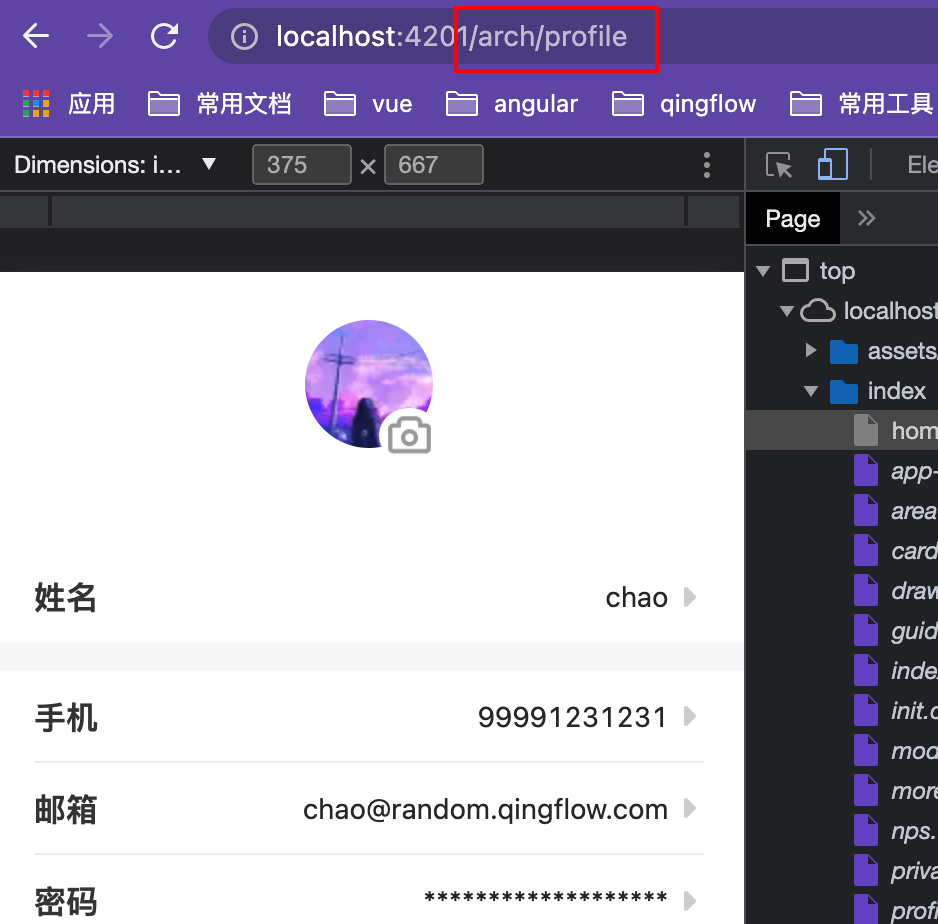 localhost:4201/arch/profile
应用 常用文档 vue angular qingflow 常用工具
Dimensions: i... 375 × 667 Ele
Page
top
localhost
assets
index
hom
app-
area
card
draw
guid
index
init.c
mod
more
nps.
priva
profi
姓名 chao
手机 99991231231
邮箱 chao@random.qingflow.com
密码 *******************